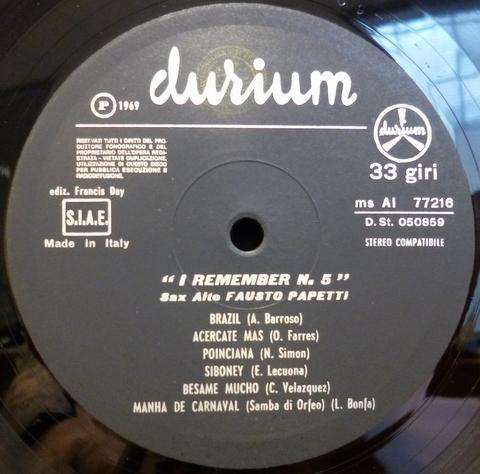 durium
P 1969
durium
RISERVATI TUTTI I DIRITTI DEL PRO-
DUTTORE FONOGRAFICO E DEL
PROPRIETARIO DELL'OPERA REGI-
STRATA - VIETATE DUPLICAZIONE,
UTILIZZAZIONE DI QUESTO DISCO
PER PUBBLICA ESECUZIONE E
RADIODIFFUSIONE.
33 giri
ediz. Francis Day
S.I.A.E.
Made in Italy
ms AI 77216
D. St. 050859
STEREO COMPATIBILE
“ I REMEMBER N. 5 ”
Sax Alto FAUSTO PAPETTI
BRAZIL (A. Barroso)
ACERCATE MAS (O. Farres)
POINCIANA (N. Simon)
SIBONEY (E. Lecuona)
BESAME MUCHO (C. Velazquez)
MANHA DE CARNAVAL (Samba di Orfeo) (L. Bonfa)